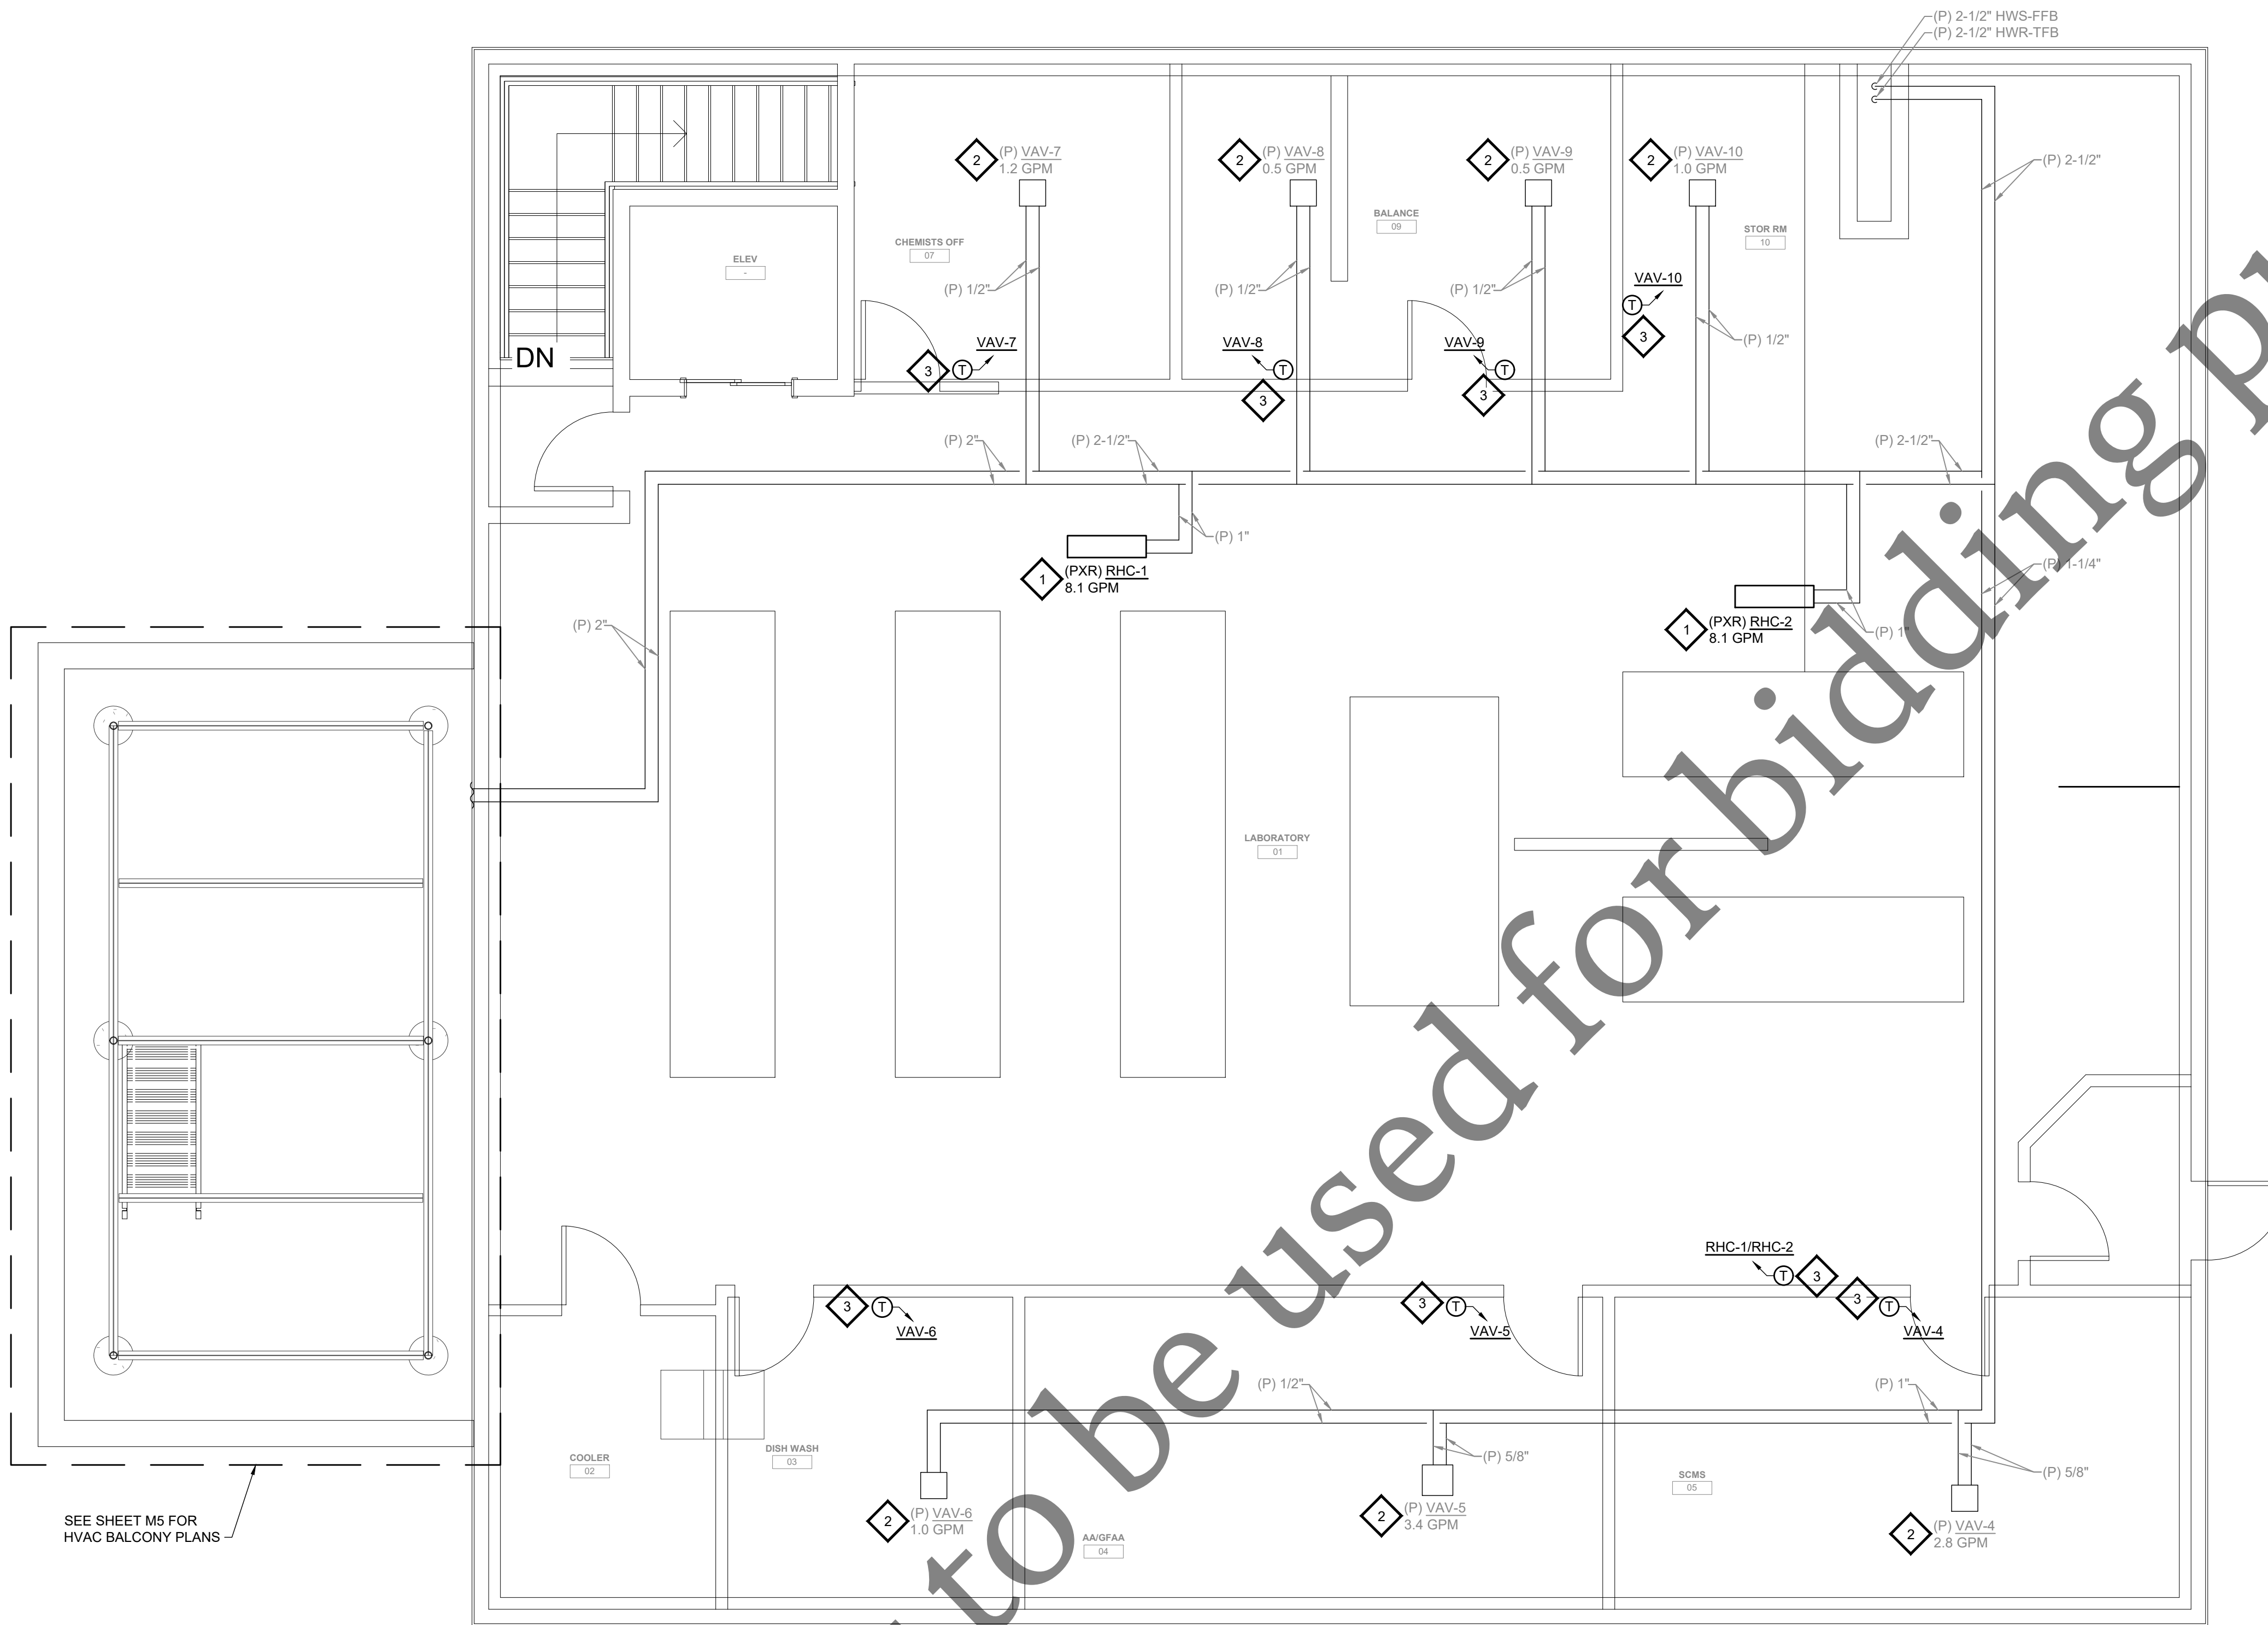 (P) 2-1/2" HWS-FFB
(P) 2-1/2" HWR-TFB
2
(P) VAV-7
1.2 GPM
2
(P) VAV-8
0.5 GPM
2
(P) VAV-9
0.5 GPM
2
(P) VAV-10
1.0 GPM
(P) 2-1/2"
BALANCE
09
STOR RM
10
CHEMISTS OFF
07
ELEV
-
(P) 1/2"
(P) 1/2"
(P) 1/2"
VAV-10
T
3
(P) 1/2"
DN
VAV-7
3
T
VAV-8
T
3
VAV-9
T
3
(P) 2"
(P) 2-1/2"
(P) 2-1/2"
(P) 1"
1
(PXR) RHC-1
8.1 GPM
(P) 1-1/4"
1
(PXR) RHC-2
8.1 GPM
(P) 1"
(P) 2"
LABORATORY
01
RHC-1/RHC-2
T
3
3
T
VAV-6
3
T
VAV-5
3
T
VAV-4
(P) 1/2"
(P) 1"
COOLER
02
DISH WASH
03
(P) 5/8"
SCMS
05
(P) 5/8"
2
(P) VAV-6
1.0 GPM
AA/GFAA
04
2
(P) VAV-5
3.4 GPM
2
(P) VAV-4
2.8 GPM
SEE SHEET M5 FOR
HVAC BALCONY PLANS
to be used for bidding